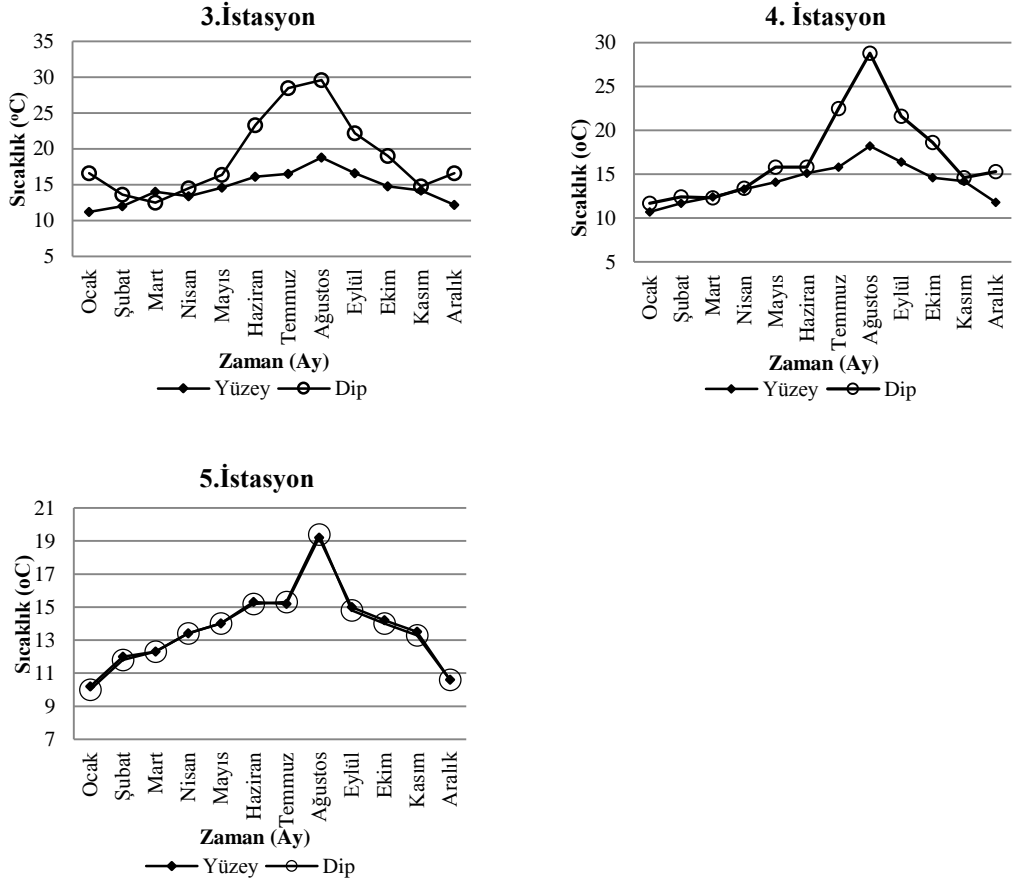 3.İstasyon
35
30
25
20
15
10
5
Sıcaklık (ºC)
Ocak
Şubat
Mart
Nisan
Mayıs
Haziran
Temmuz
Ağustos
Eylül
Ekim
Kasım
Aralık
Zaman (Ay)
Yüzey Dip
4. İstasyon
30
25
20
15
10
5
Sıcaklık (oC)
Ocak
Şubat
Mart
Nisan
Mayıs
Haziran
Temmuz
Ağustos
Eylül
Ekim
Kasım
Aralık
Zaman (Ay)
Yüzey Dip
5.İstasyon
21
19
17
15
13
11
9
7
Sıcaklık (oC)
Ocak
Şubat
Mart
Nisan
Mayıs
Haziran
Temmuz
Ağustos
Eylül
Ekim
Kasım
Aralık
Zaman (Ay)
Yüzey Dip